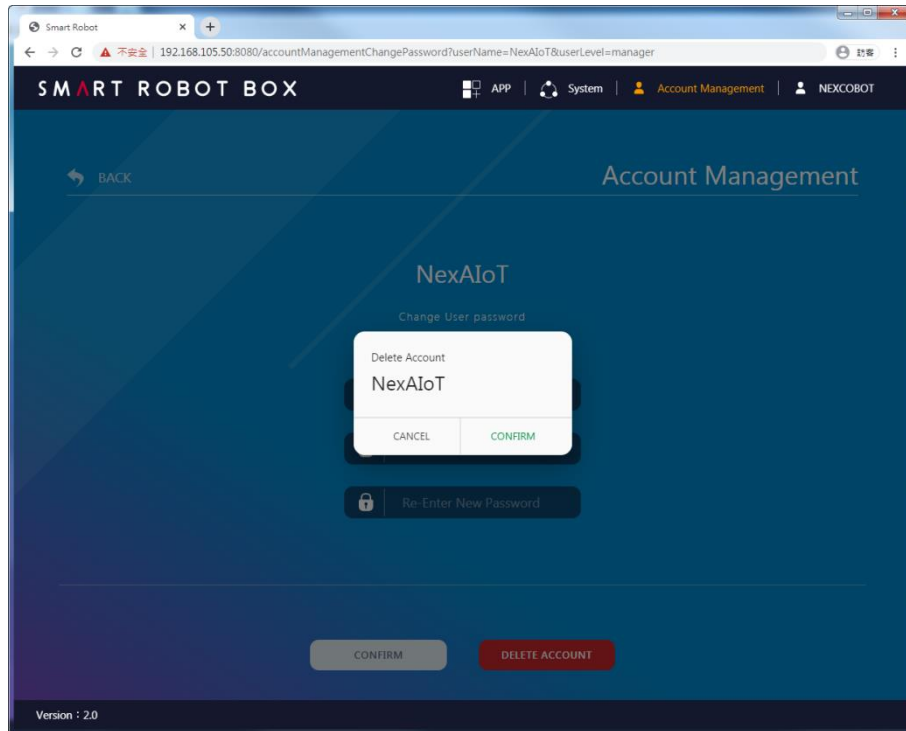 Smart Robot
不安全 | 192.168.105.50:8080/accountManagementChangePassword?userName=NexAIoT&userLevel=manager 訪客
SMART ROBOT BOX APP | System | Account Management | NEXCOBOT
BACK Account Management
NexAIoT
Change User password
Delete Account
NexAIoT
CANCEL CONFIRM
Re-Enter New Password
CONFIRM DELETE ACCOUNT
Version：2.0